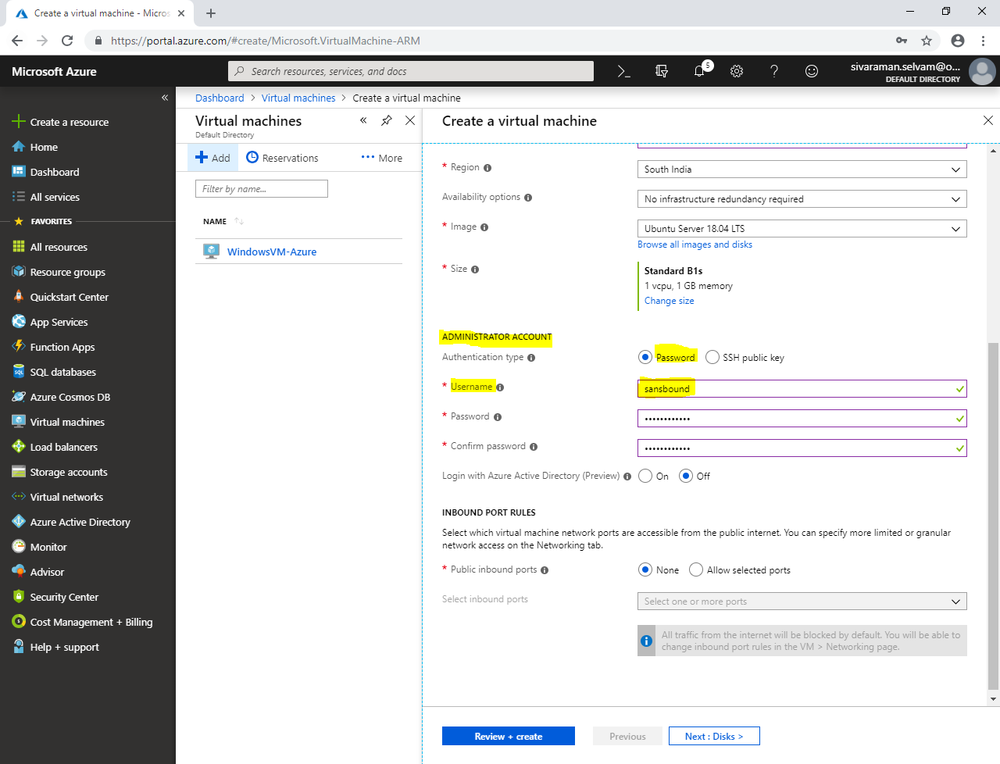 Create a virtual machine - Micros
https://portal.azure.com/#create/Microsoft.VirtualMachine-ARM
Microsoft Azure
Search resources, services, and docs
5
sivaraman.selvam@o...
DEFAULT DIRECTORY
Create a resource
Home
Dashboard
All services
FAVORITES
All resources
Resource groups
Quickstart Center
App Services
Function Apps
SQL databases
Azure Cosmos DB
Virtual machines
Load balancers
Storage accounts
Virtual networks
Azure Active Directory
Monitor
Advisor
Security Center
Cost Management + Billing
Help + support
Dashboard > Virtual machines > Create a virtual machine
Virtual machines
Default Directory
Add
Reservations
More
Filter by name...
NAME
WindowsVM-Azure
Create a virtual machine
* Region
South India
Availability options
No infrastructure redundancy required
* Image
Ubuntu Server 18.04 LTS
Browse all images and disks
* Size
Standard B1s
1 vcpu, 1 GB memory
Change size
ADMINISTRATOR ACCOUNT
Authentication type
Password
SSH public key
* Username
sansbound
* Password
••••••••••••
* Confirm password
••••••••••••
Login with Azure Active Directory (Preview)
On
Off
INBOUND PORT RULES
Select which virtual machine network ports are accessible from the public internet. You can specify more limited or granular
network access on the Networking tab.
* Public inbound ports
None
Allow selected ports
Select inbound ports
Select one or more ports
All traffic from the internet will be blocked by default. You will be able to
change inbound port rules in the VM > Networking page.
Review + create
Previous
Next : Disks >